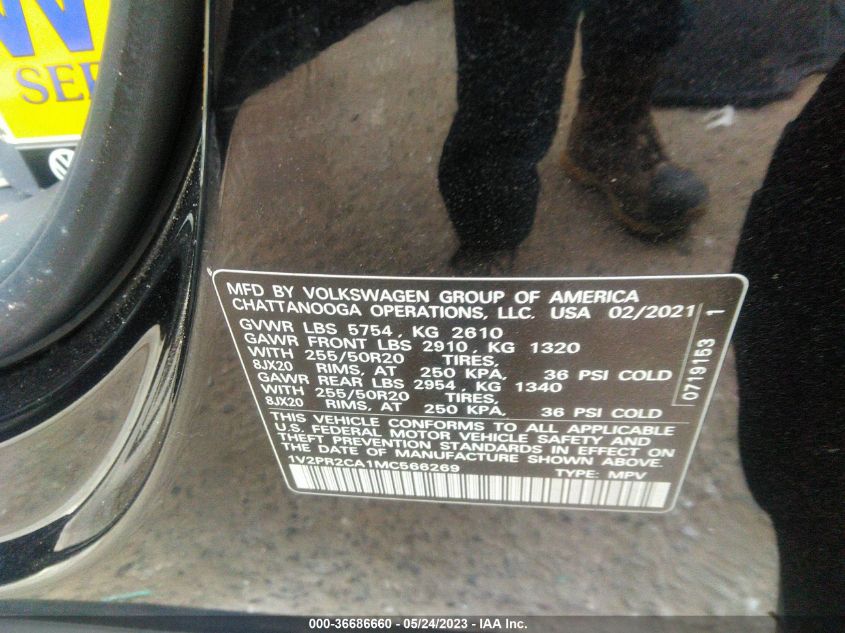 SER
MFD BY VOLKSWAGEN GROUP OF AMERICA
CHATTANOOGA OPERATIONS, LLC. USA 02/2021
GVWR LBS 5754 , KG 2610
GAWR FRONT LBS 2910 , KG 1320
WITH 255/50R20 TIRES,
8JX20 RIMS, AT 250 KPA, 36 PSI COLD
GAWR REAR LBS 2954 , KG 1340
WITH 255/50R20 TIRES,
8JX20 RIMS, AT 250 KPA, 36 PSI COLD
THIS VEHICLE CONFORMS TO ALL APPLICABLE
U.S. FEDERAL MOTOR VEHICLE SAFETY AND
THEFT PREVENTION STANDARDS IN EFFECT ON
THE DATE OF MANUFACTURE SHOWN ABOVE.
1V2PR2CA1MC566269 TYPE: MPV
0719153 1
000-36686660 - 05/24/2023 - IAA Inc.